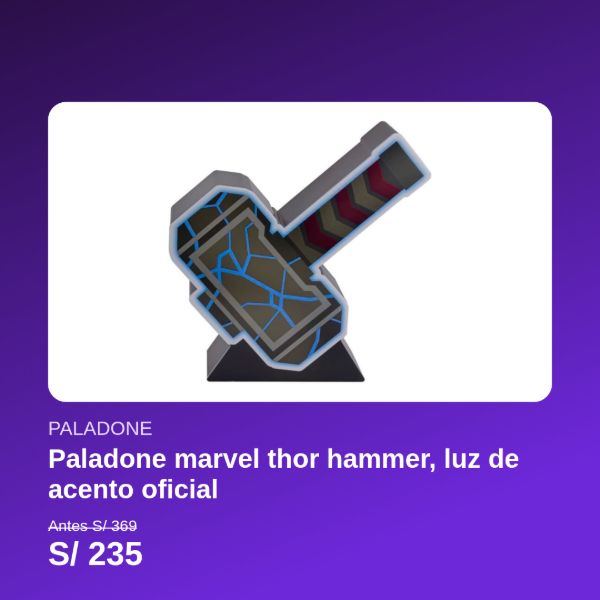 PALADONE
Paladone marvel thor hammer, luz de
acento oficial
Antes S/ 369
S/ 235